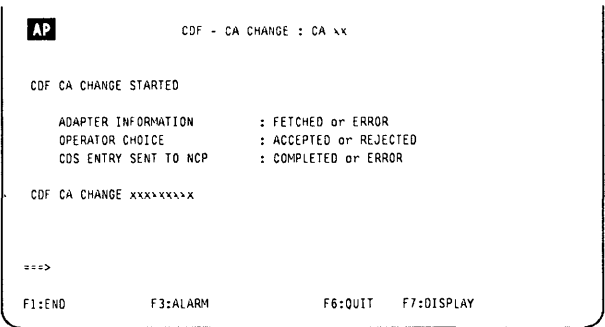 AP
CDF - CA CHANGE : CA xx
CDF CA CHANGE STARTED
ADAPTER INFORMATION : FETCHED or ERROR
OPERATOR CHOICE : ACCEPTED or REJECTED
CDS ENTRY SENT TO NCP : COMPLETED or ERROR
CDF CA CHANGE xxxxxxxxx
===>
F1:END F3:ALARM F6:QUIT F7:DISPLAY